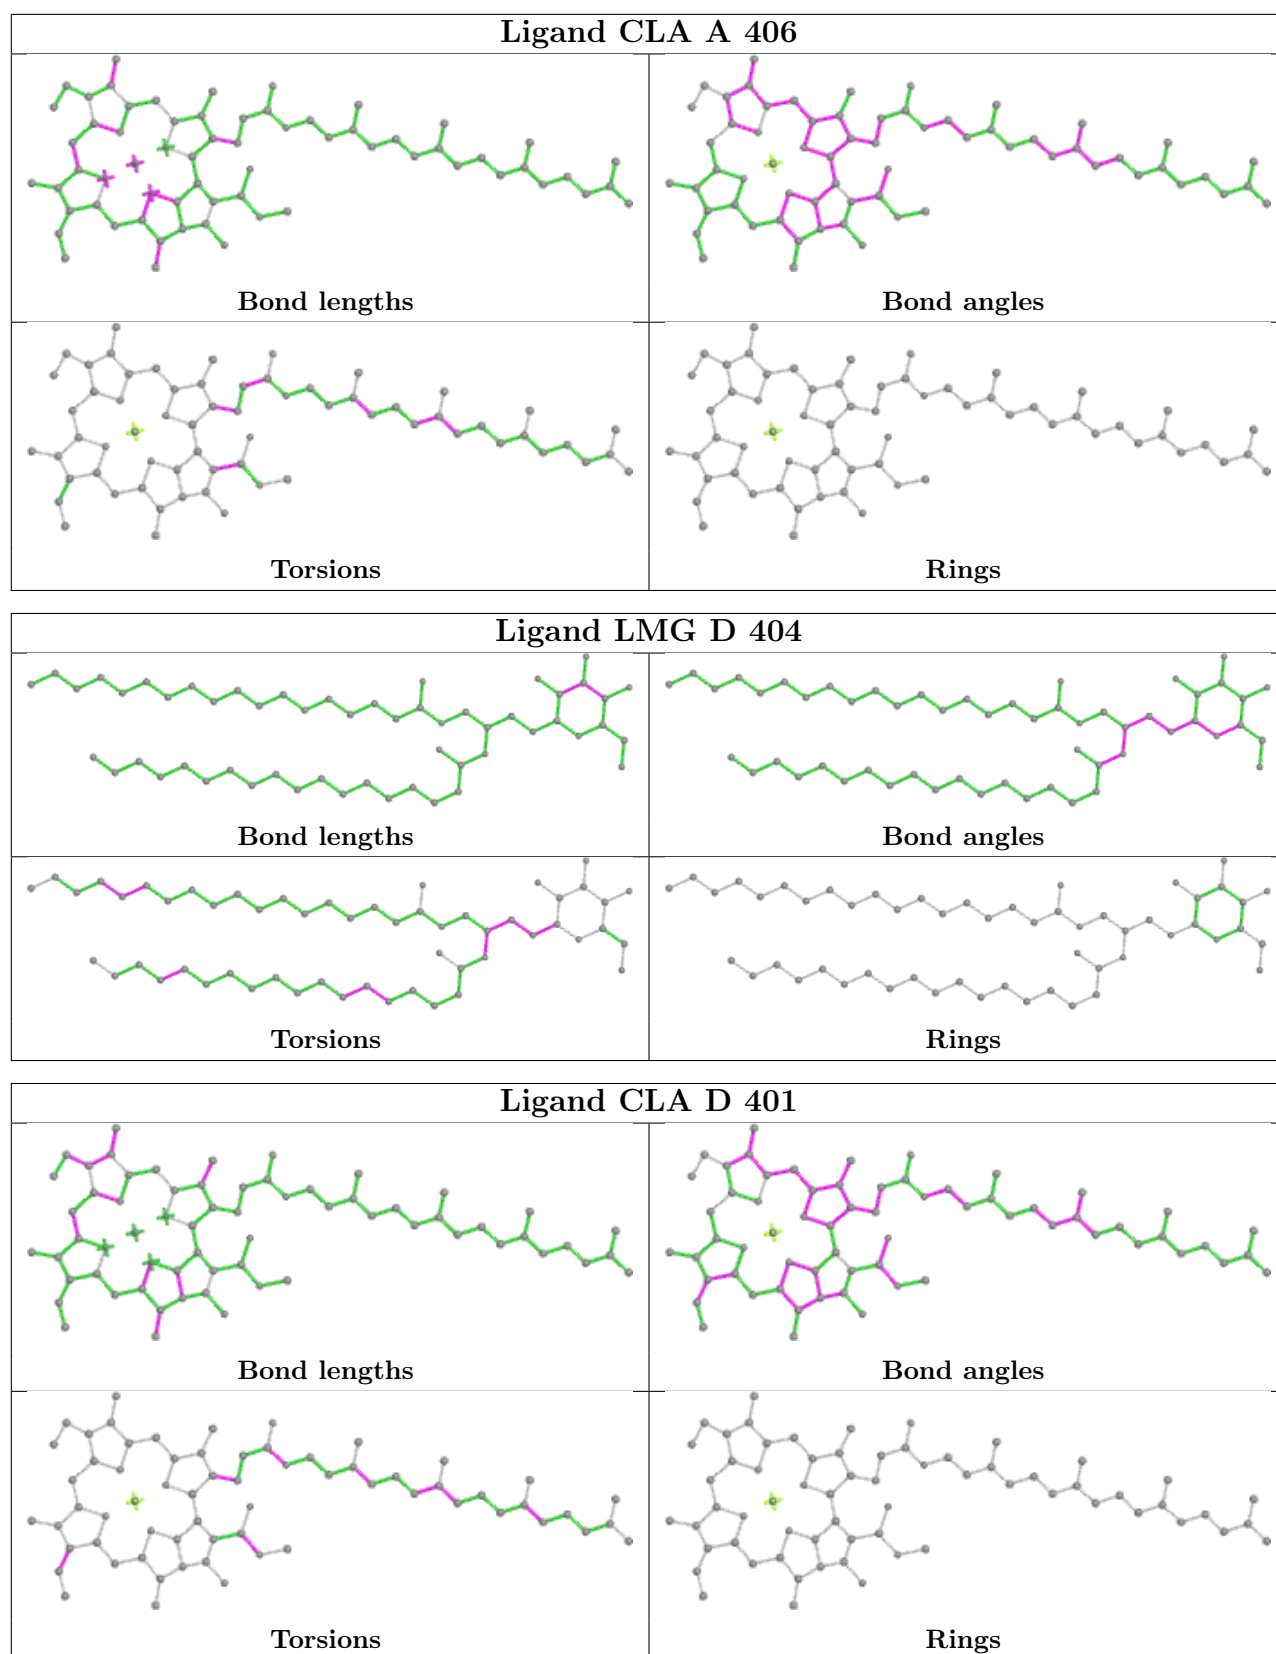 Ligand CLA A 406
Bond lengths
Bond angles
Torsions
Rings
Ligand LMG D 404
Bond lengths
Bond angles
Torsions
Rings
Ligand CLA D 401
Bond lengths
Bond angles
Torsions
Rings